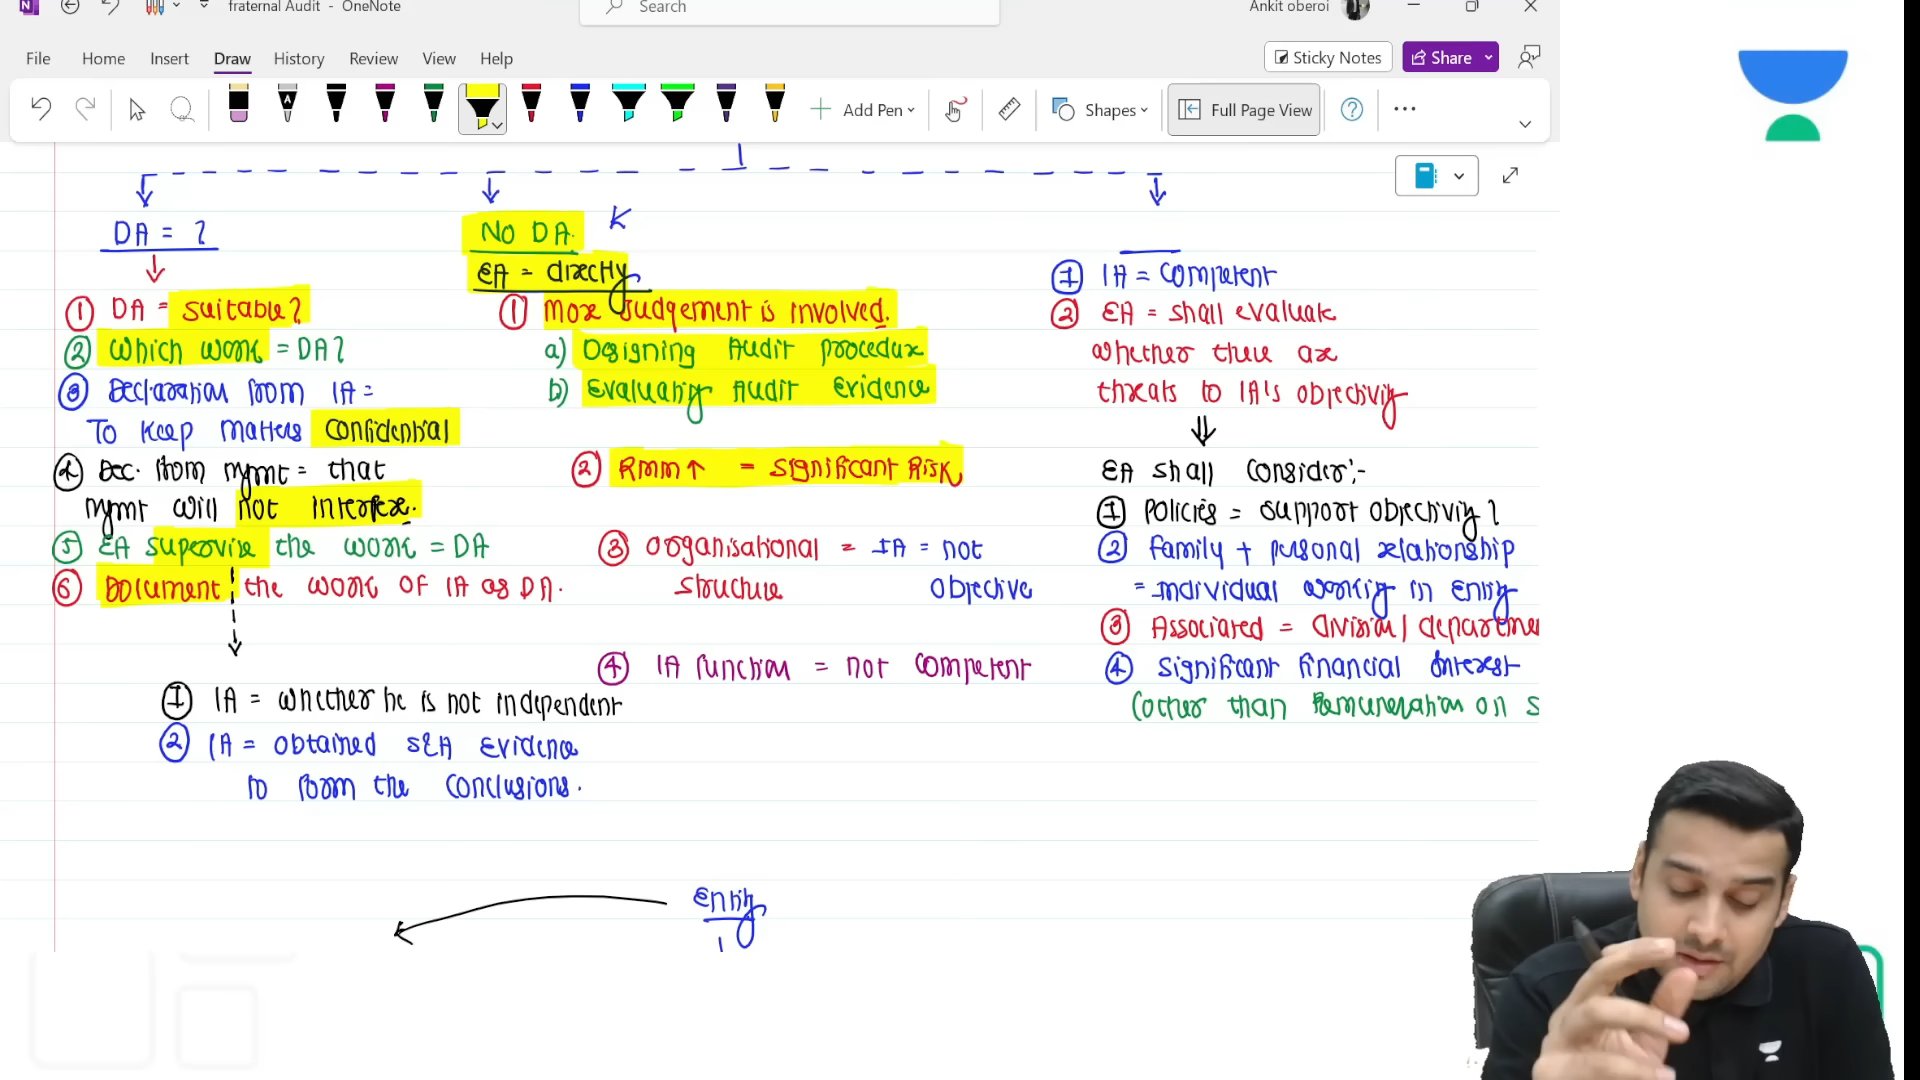 fraternal Audit - OneNote
Search
Ankit oberoi
File Home Insert Draw History Review View Help
Sticky Notes
Share
Add Pen
Shapes
Full Page View
DA = ?
NO DA
K
EA = directly
① DA = suitable?
② which work = DA?
③ Declaration from IA =
To keep matters confidential
④ Dec. from mgmt = that
mgmt will not interfere.
⑤ EA supervise the work = DA
⑥ Document the work of IA as DA.
① IA = whether he is not independent
② IA = obtained S&A evidence
to form the conclusions.
① More Judgement is involved.
a) Designing Audit procedure
b) Evaluating Audit Evidence
② RMM↑ = significant Risk
③ organisational = IA = not
structure objective
④ IA function = not competent
① IA = competent
② EA = shall evaluate
whether there are
threats to IA's objectivity
EA shall consider:-
① policies = support objectivity?
② family + personal relationship
= individual working in Entity
③ Associated = division/departme
④ significant financial interest
(other than Remuneration on s
Entity